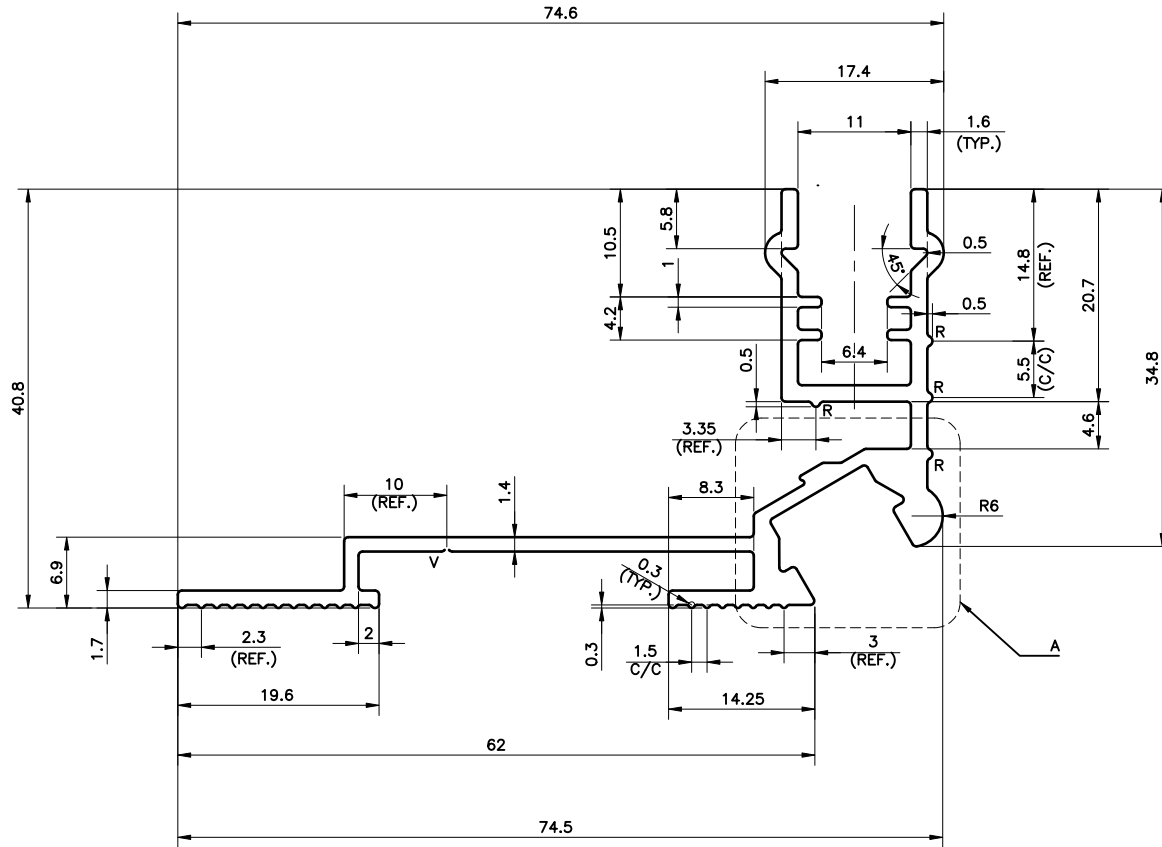 74.6
17.4
11
1.6
(TYP.)
10.5
5.8
1
4.2
45°
0.5
14.8
(REF.)
20.7
0.5
R
40.8
0.5
6.4
5.5
(C/C)
34.8
R
R
3.35
(REF.)
4.6
R
10
(REF.)
1.4
8.3
R6
6.9
V
0.3
(TYP.)
1.7
2.3
(REF.)
2
0.3
1.5
C/C
3
(REF.)
A
19.6
14.25
62
74.5